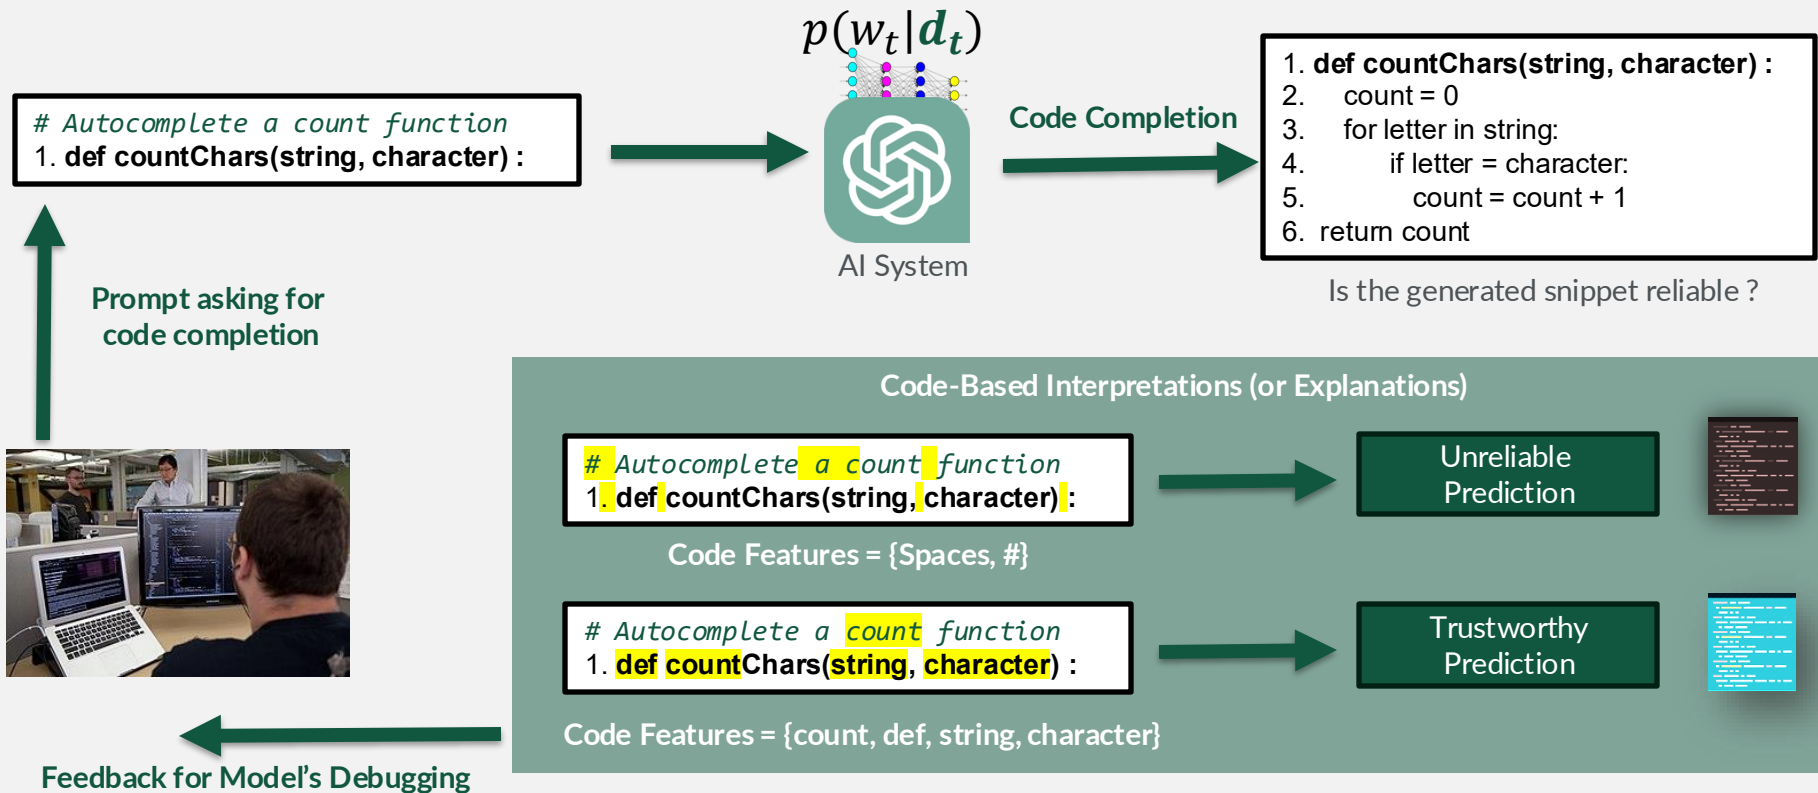 p(w_t|d_t)
# Autocomplete a count function
1. def countChars(string, character) :
AI System
Code Completion
1. def countChars(string, character) :
2. count = 0
3. for letter in string:
4. if letter = character:
5. count = count + 1
6. return count
Is the generated snippet reliable ?
Prompt asking for
code completion
Code-Based Interpretations (or Explanations)
# Autocomplete a count function
1. def countChars(string, character) :
Code Features = {Spaces, #}
Unreliable
Prediction
# Autocomplete a count function
1. def countChars(string, character) :
Code Features = {count, def, string, character}
Trustworthy
Prediction
Feedback for Model’s Debugging